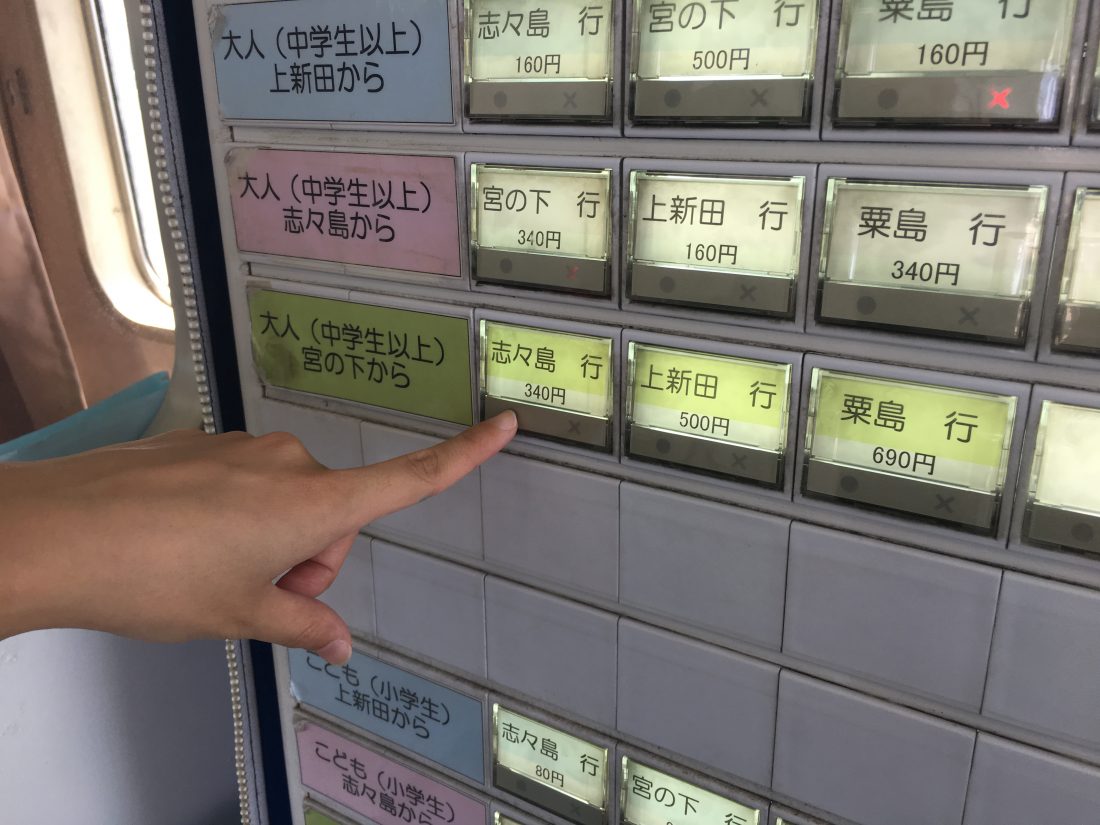 大人（中学生以上）
上新田から
志々島 行
160円
宮の下 行
500円
粟島 行
160円
×
大人（中学生以上）
志々島から
宮の下 行
340円
×
上新田 行
160円
×
粟島 行
340円
×
大人（中学生以上）
宮の下から
志々島 行
340円
×
上新田 行
500円
×
粟島 行
690円
×
こども（小学生）
上新田から
志々島 行
80円
宮の下 行
こども（小学生）
志々島から